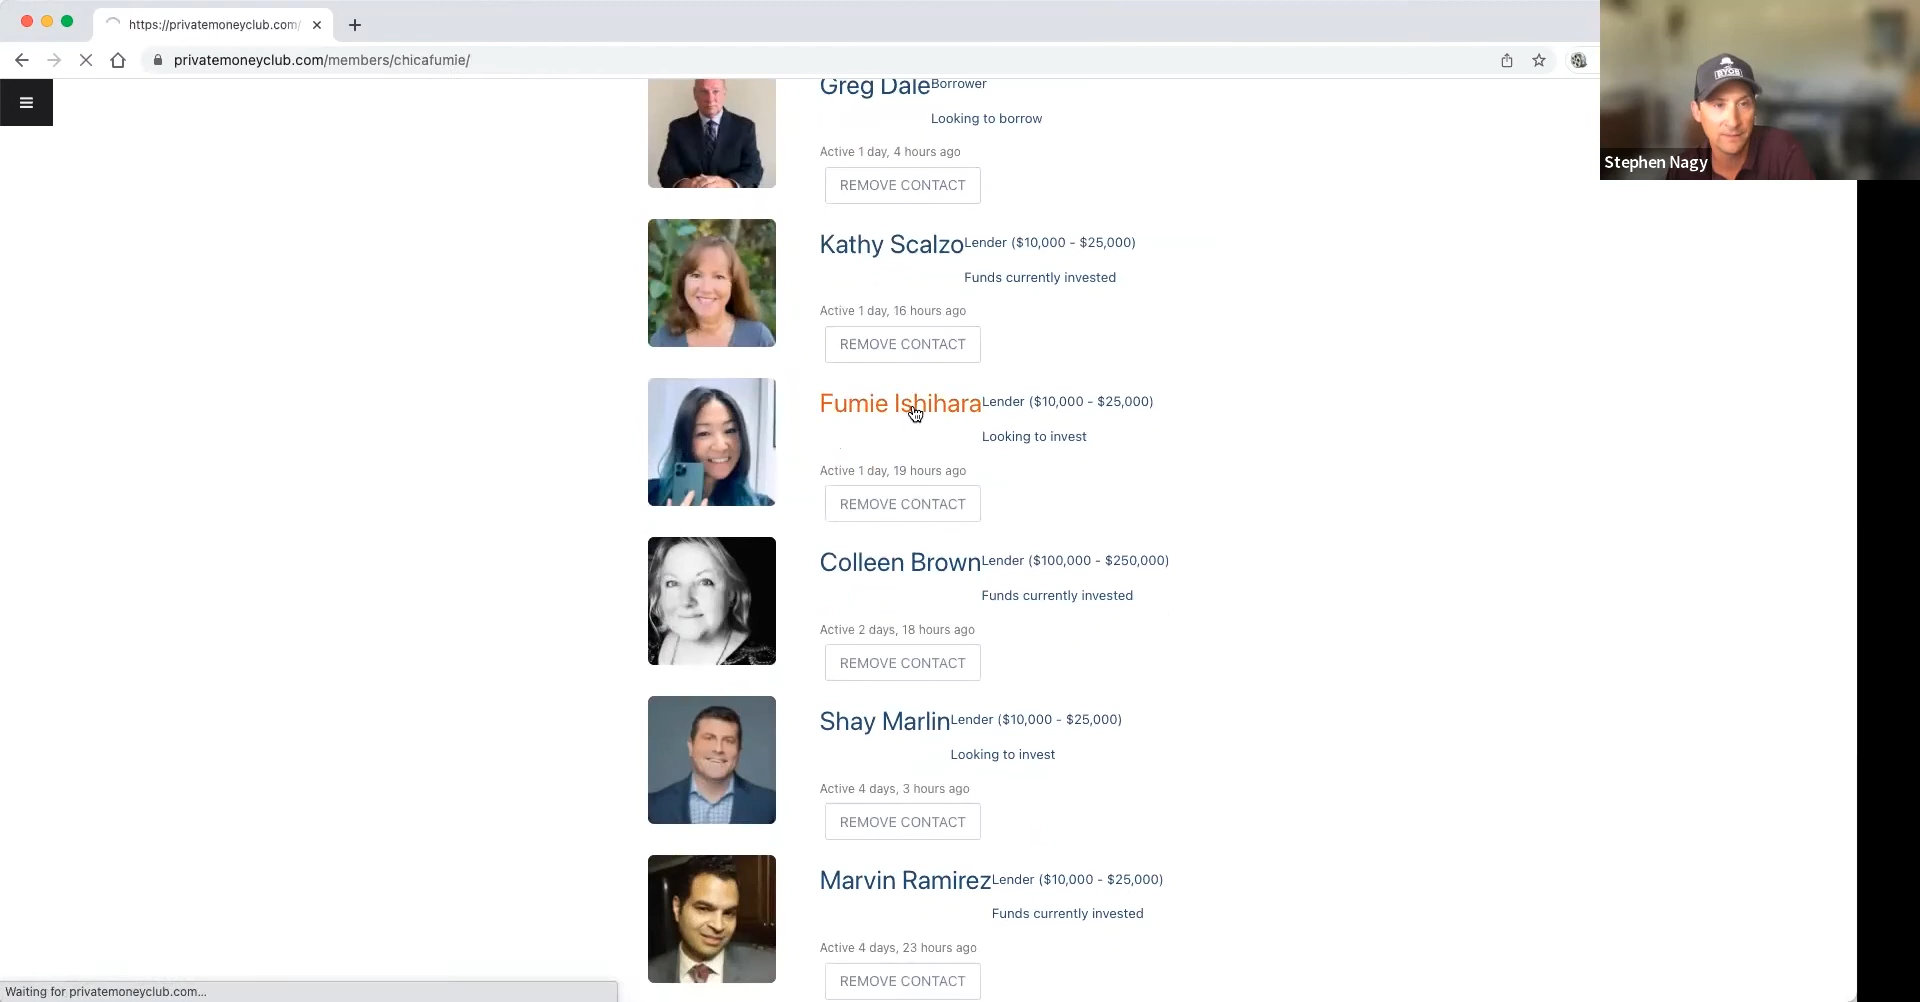 https://privatemoneyclub.com/
privatemoneyclub.com/members/chicafumie/
Greg Dale Borrower
Looking to borrow
Active 1 day, 4 hours ago
REMOVE CONTACT
Kathy Scalzo Lender ($10,000 - $25,000)
Funds currently invested
Active 1 day, 16 hours ago
REMOVE CONTACT
Fumie Ishihara Lender ($10,000 - $25,000)
Looking to invest
Active 1 day, 19 hours ago
REMOVE CONTACT
Colleen Brown Lender ($100,000 - $250,000)
Funds currently invested
Active 2 days, 18 hours ago
REMOVE CONTACT
Shay Marlin Lender ($10,000 - $25,000)
Looking to invest
Active 4 days, 3 hours ago
REMOVE CONTACT
Marvin Ramirez Lender ($10,000 - $25,000)
Funds currently invested
Active 4 days, 23 hours ago
REMOVE CONTACT
Waiting for privatemoneyclub.com...
BYOB
Stephen Nagy